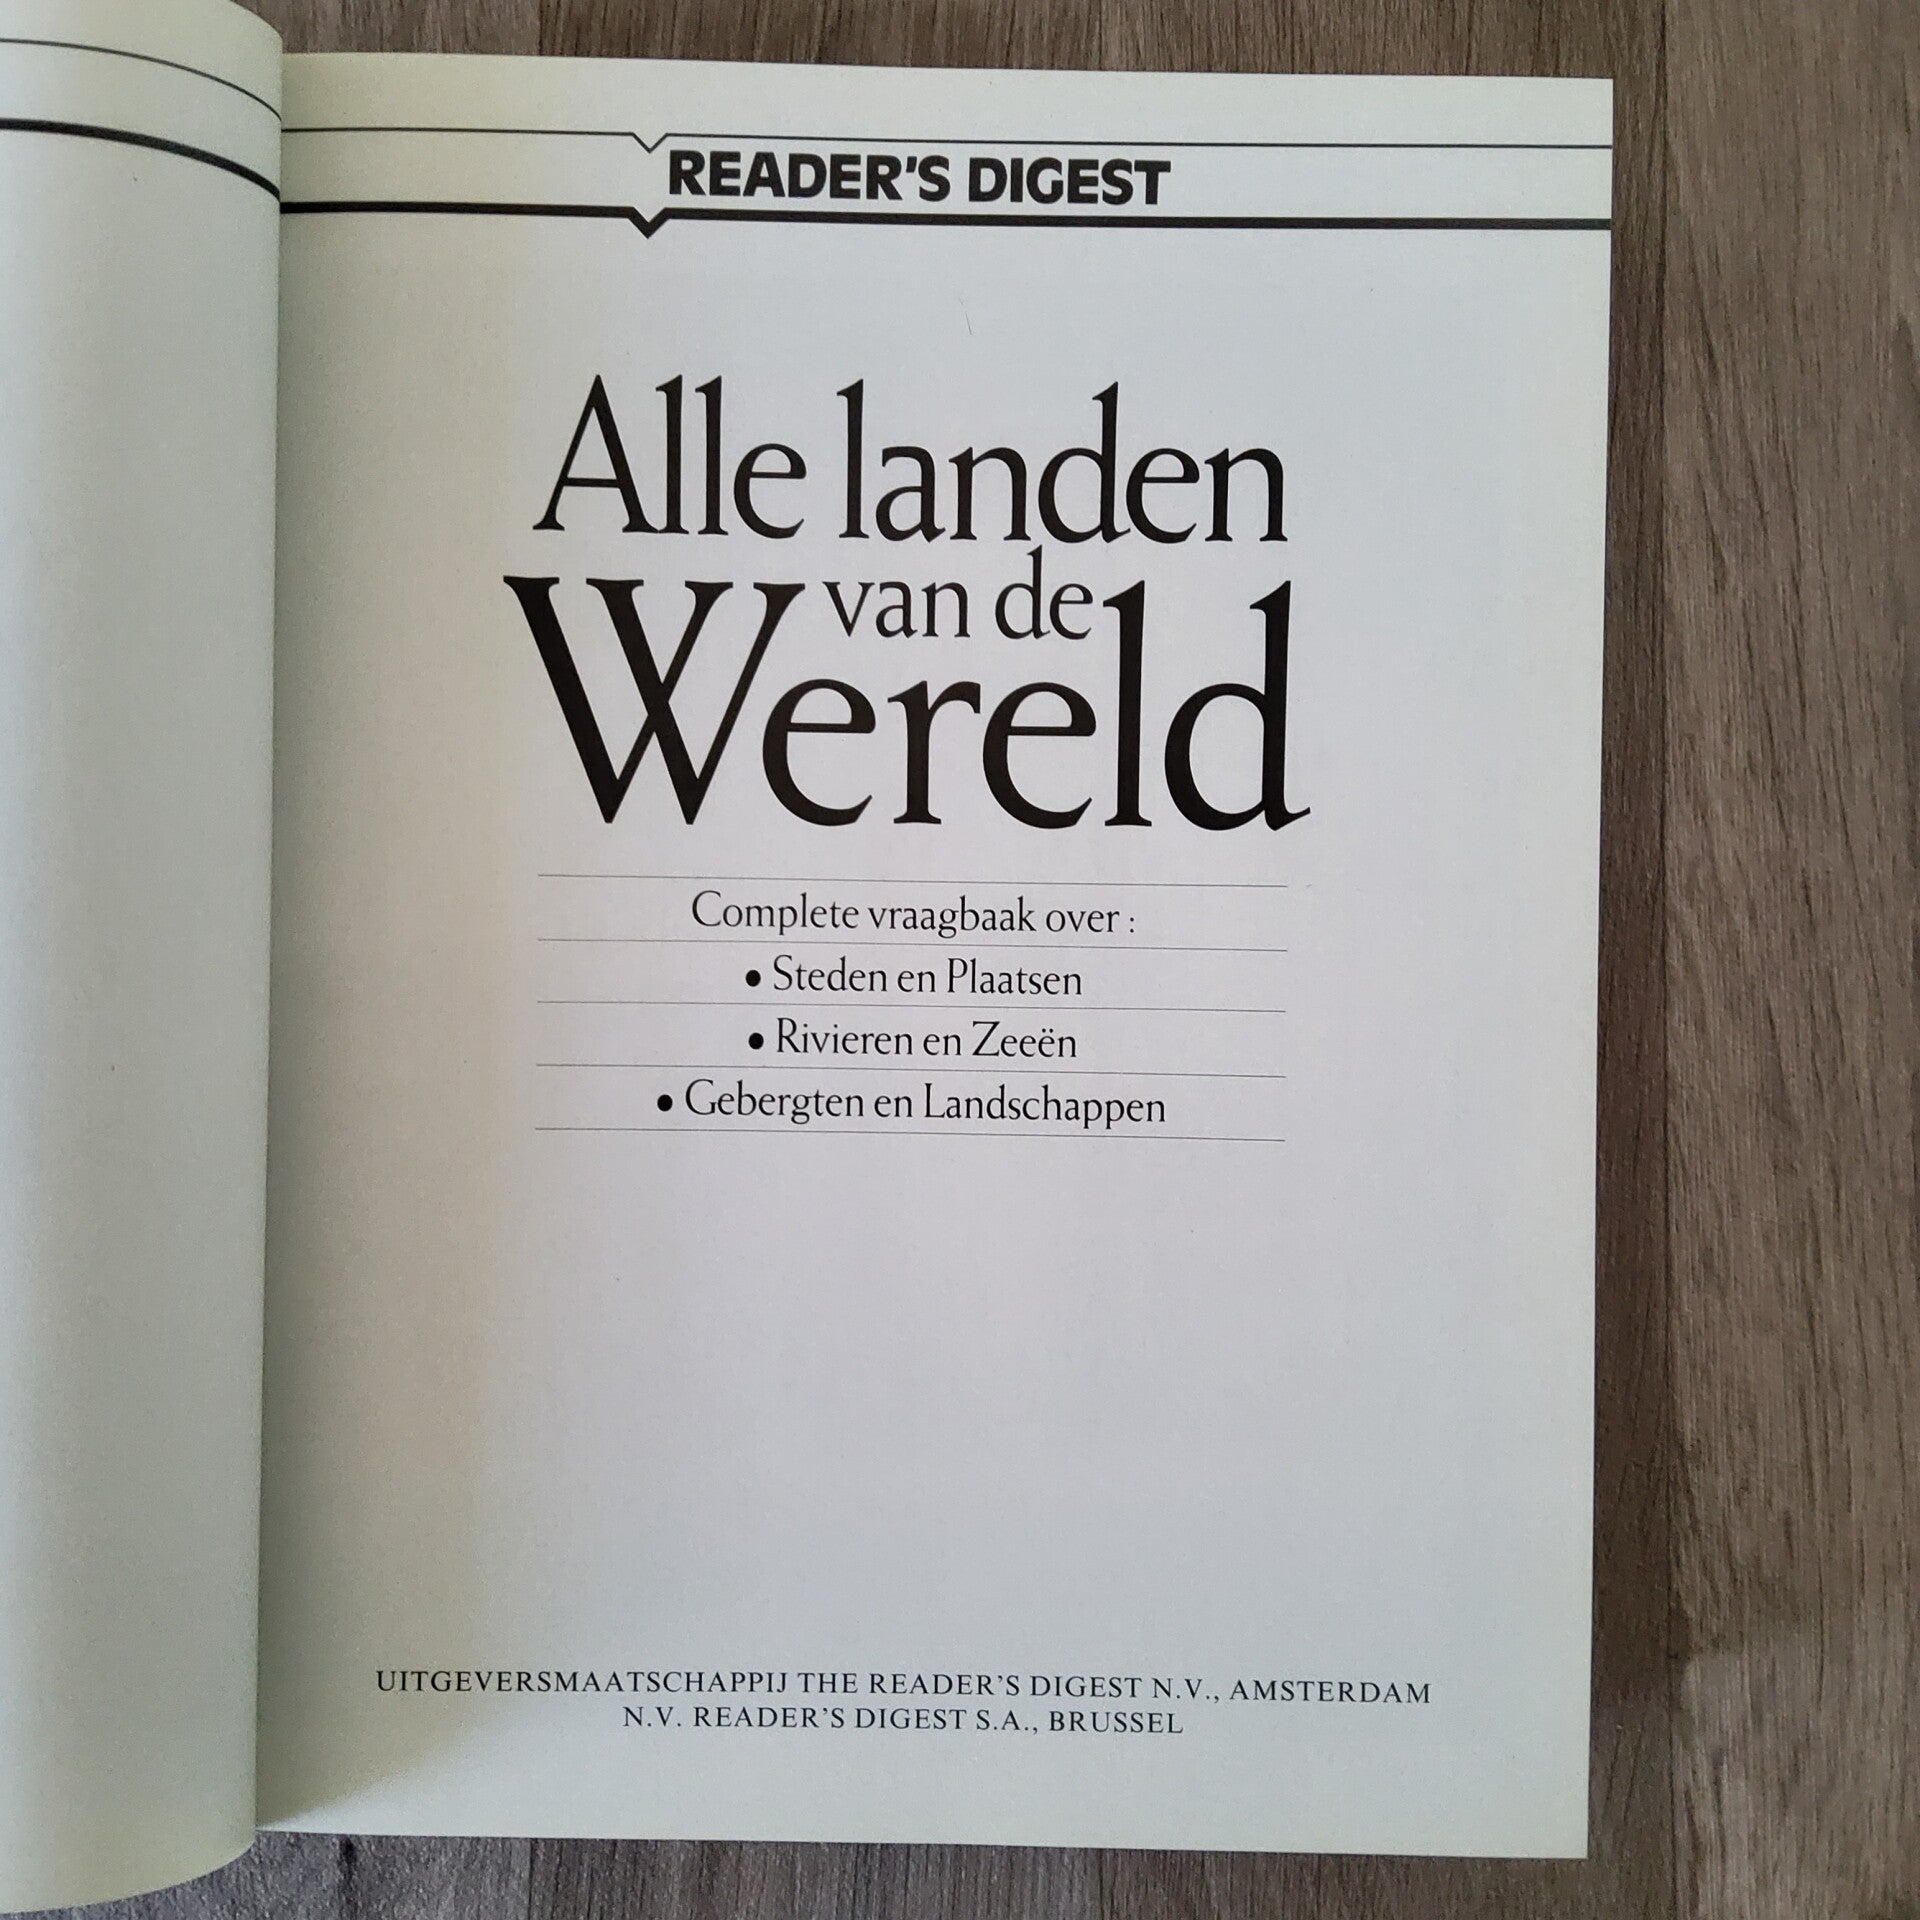 READER'S DIGEST
Alle landen
van de
Wereld
Complete vraagbaak over :
• Steden en Plaatsen
• Rivieren en Zeeën
• Gebergten en Landschappen
UITGEVERSMAATSCHAPPIJ THE READER'S DIGEST N.V., AMSTERDAM
N.V. READER'S DIGEST S.A., BRUSSEL